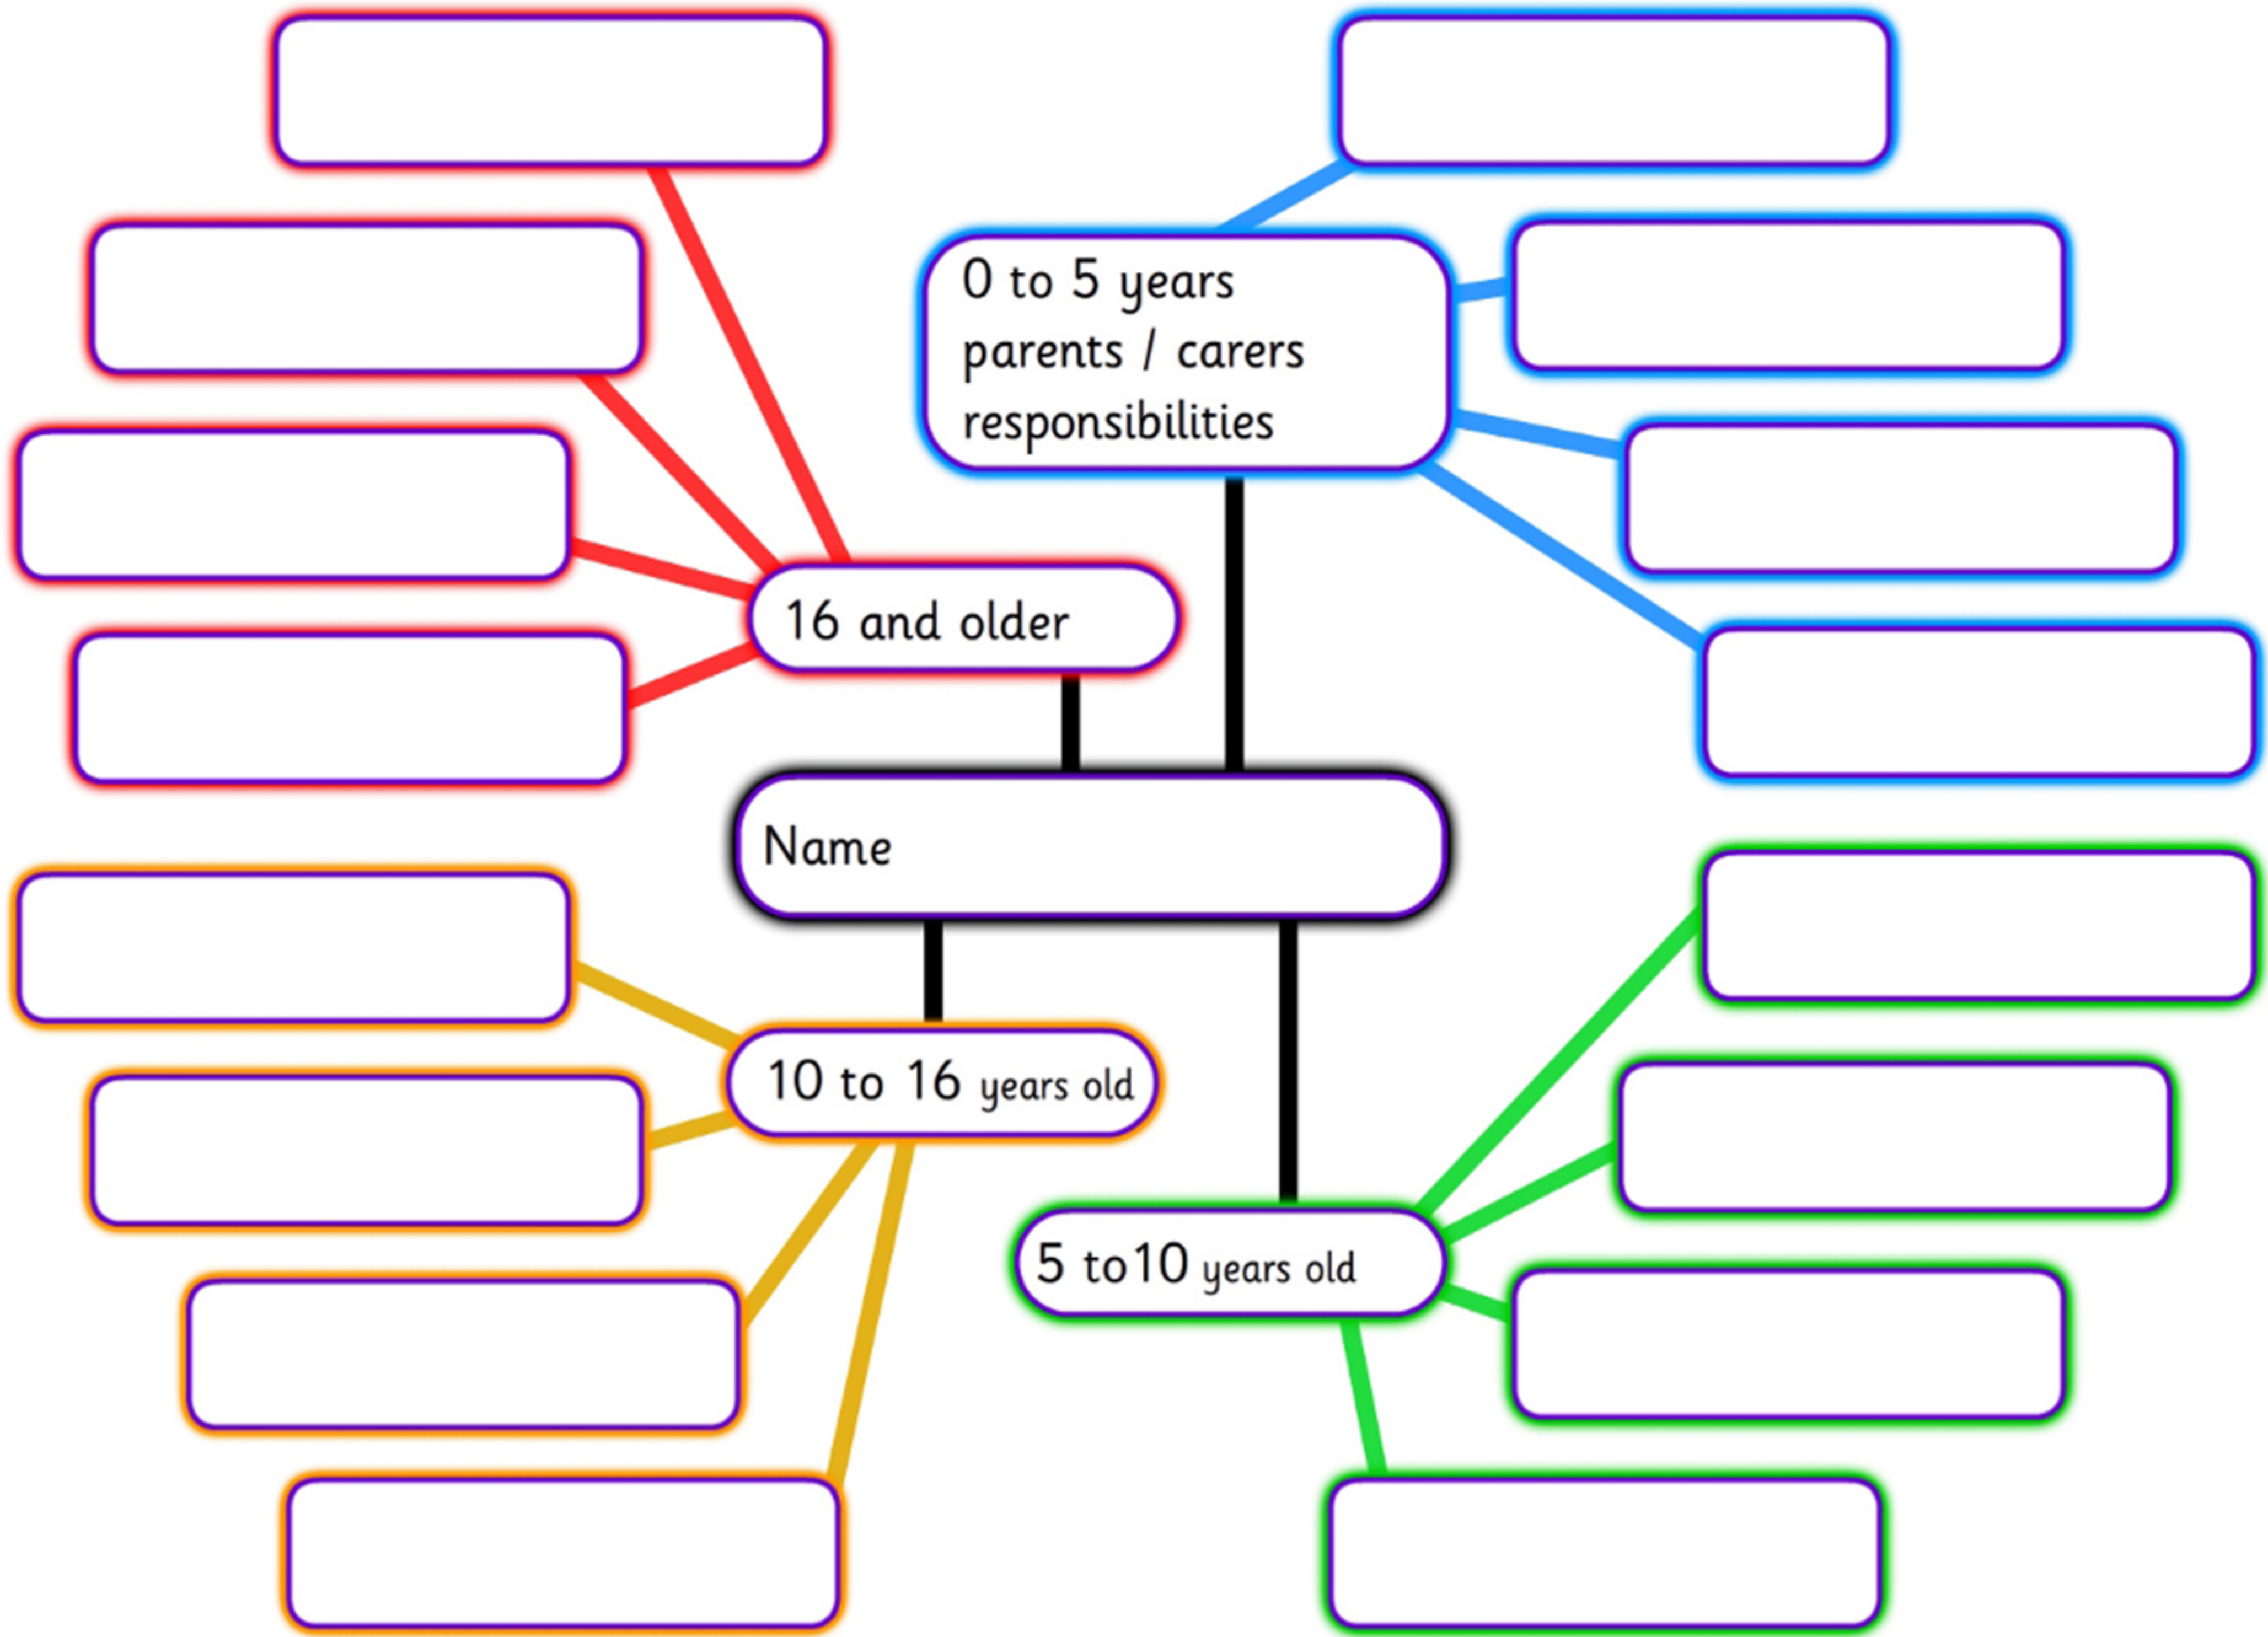 0 to 5 years
parents / carers
responsibilities
16 and older
Name
10 to 16 years old
5 to10 years old